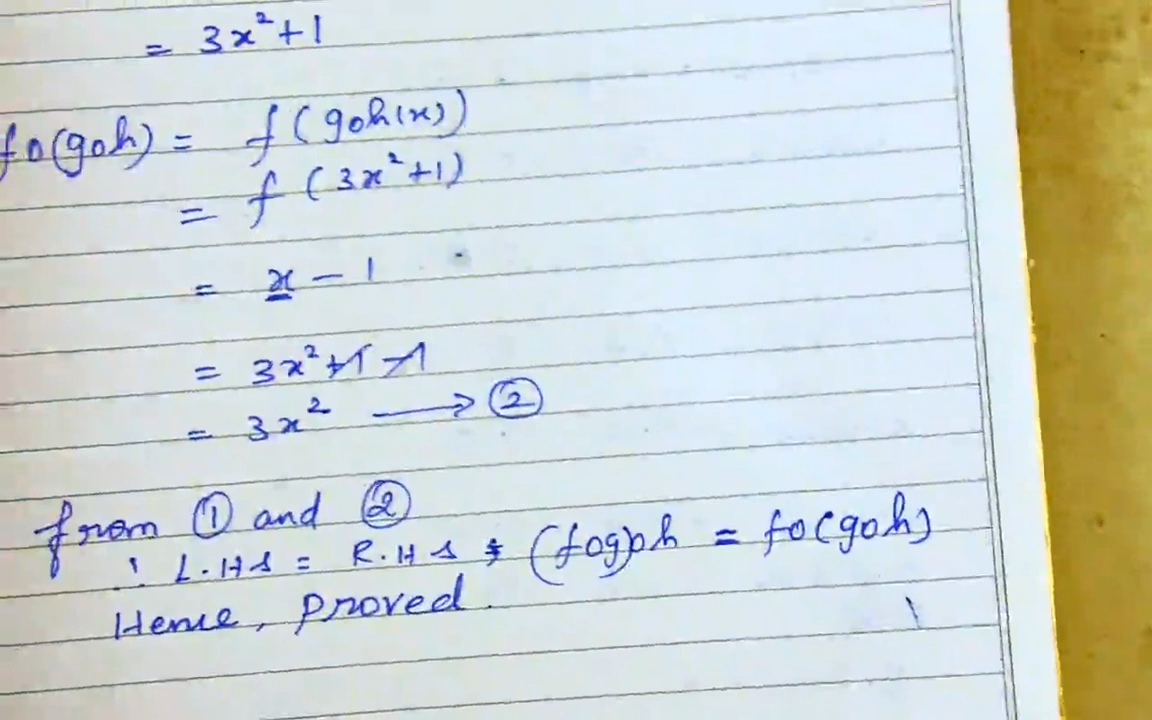 = 3x²+1
fo(goh) = f(goh(x))
= f(3x²+1)
= x - 1
= 3x²+1-1
= 3x² → ②
from ① and ②
∴ L.H.S = R.H.S (fog)oh = fo(goh)
Hence, proved.